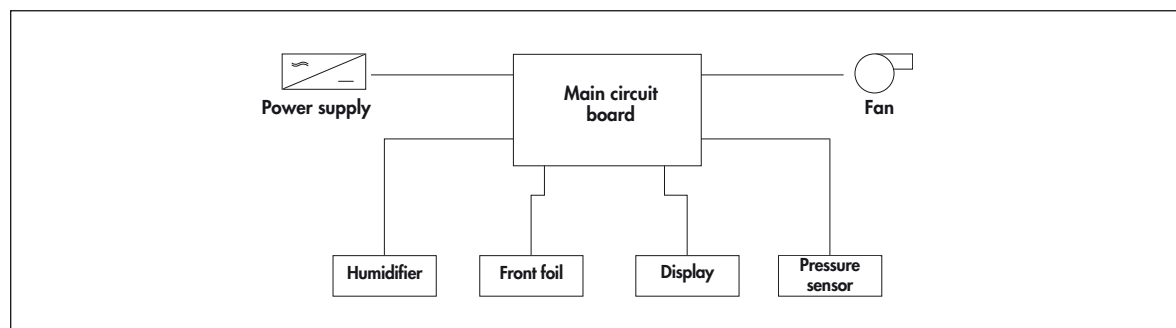 Main circuit
board
Power supply
Fan
Humidifier
Front foil
Display
Pressure
sensor